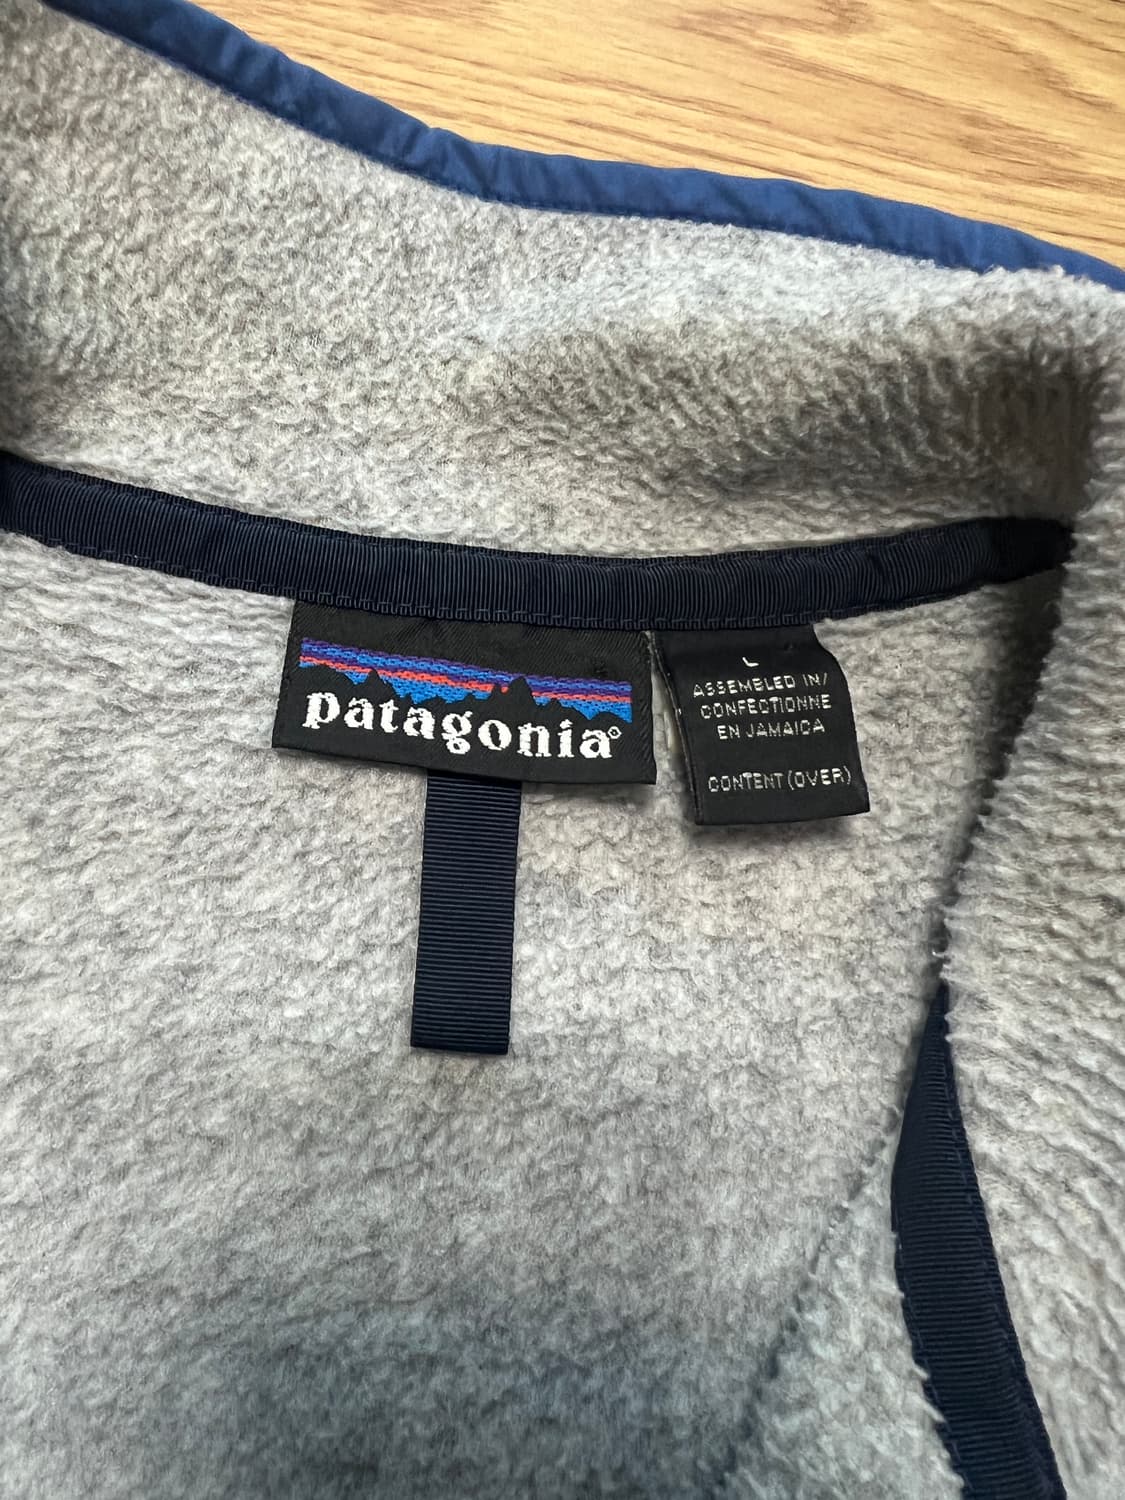 patagonia®
L
ASSEMBLED IN/
CONFECTIONNE
EN JAMAICA
CONTENT (OVER)